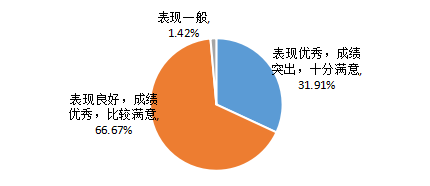 表现一般,
1.42%
表现优秀，成绩
突出，十分满意,
31.91%
表现良好，成绩
优秀，比较满意,
66.67%